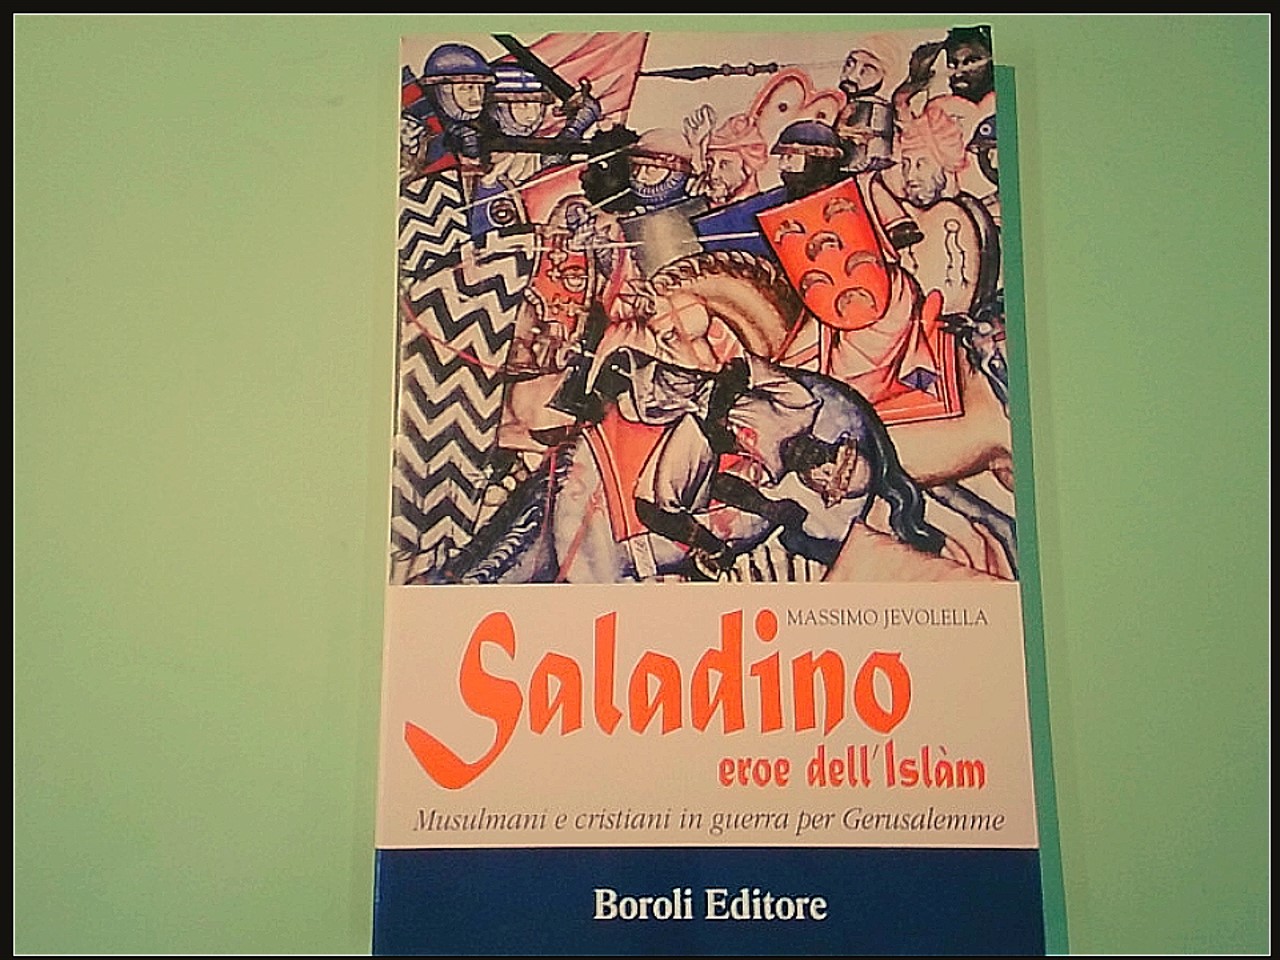 MASSIMO JEVOLELLA
Saladino
eroe dell'Islàm
Musulmani e cristiani in guerra per Gerusalemme
Boroli Editore